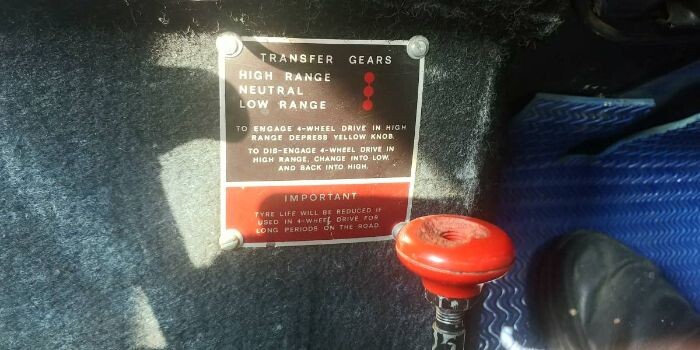 TRANSFER GEARS
HIGH RANGE
NEUTRAL
LOW RANGE
TO ENGAGE 4-WHEEL DRIVE IN HIGH
RANGE DEPRESS YELLOW KNOB.
TO DIS-ENGAGE 4-WHEEL DRIVE IN
HIGH RANGE, CHANGE INTO LOW
AND BACK INTO HIGH.
IMPORTANT
TYRE LIFE WILL BE REDUCED IF
USED IN 4-WHEEL DRIVE FOR
LONG PERIODS ON THE ROAD.